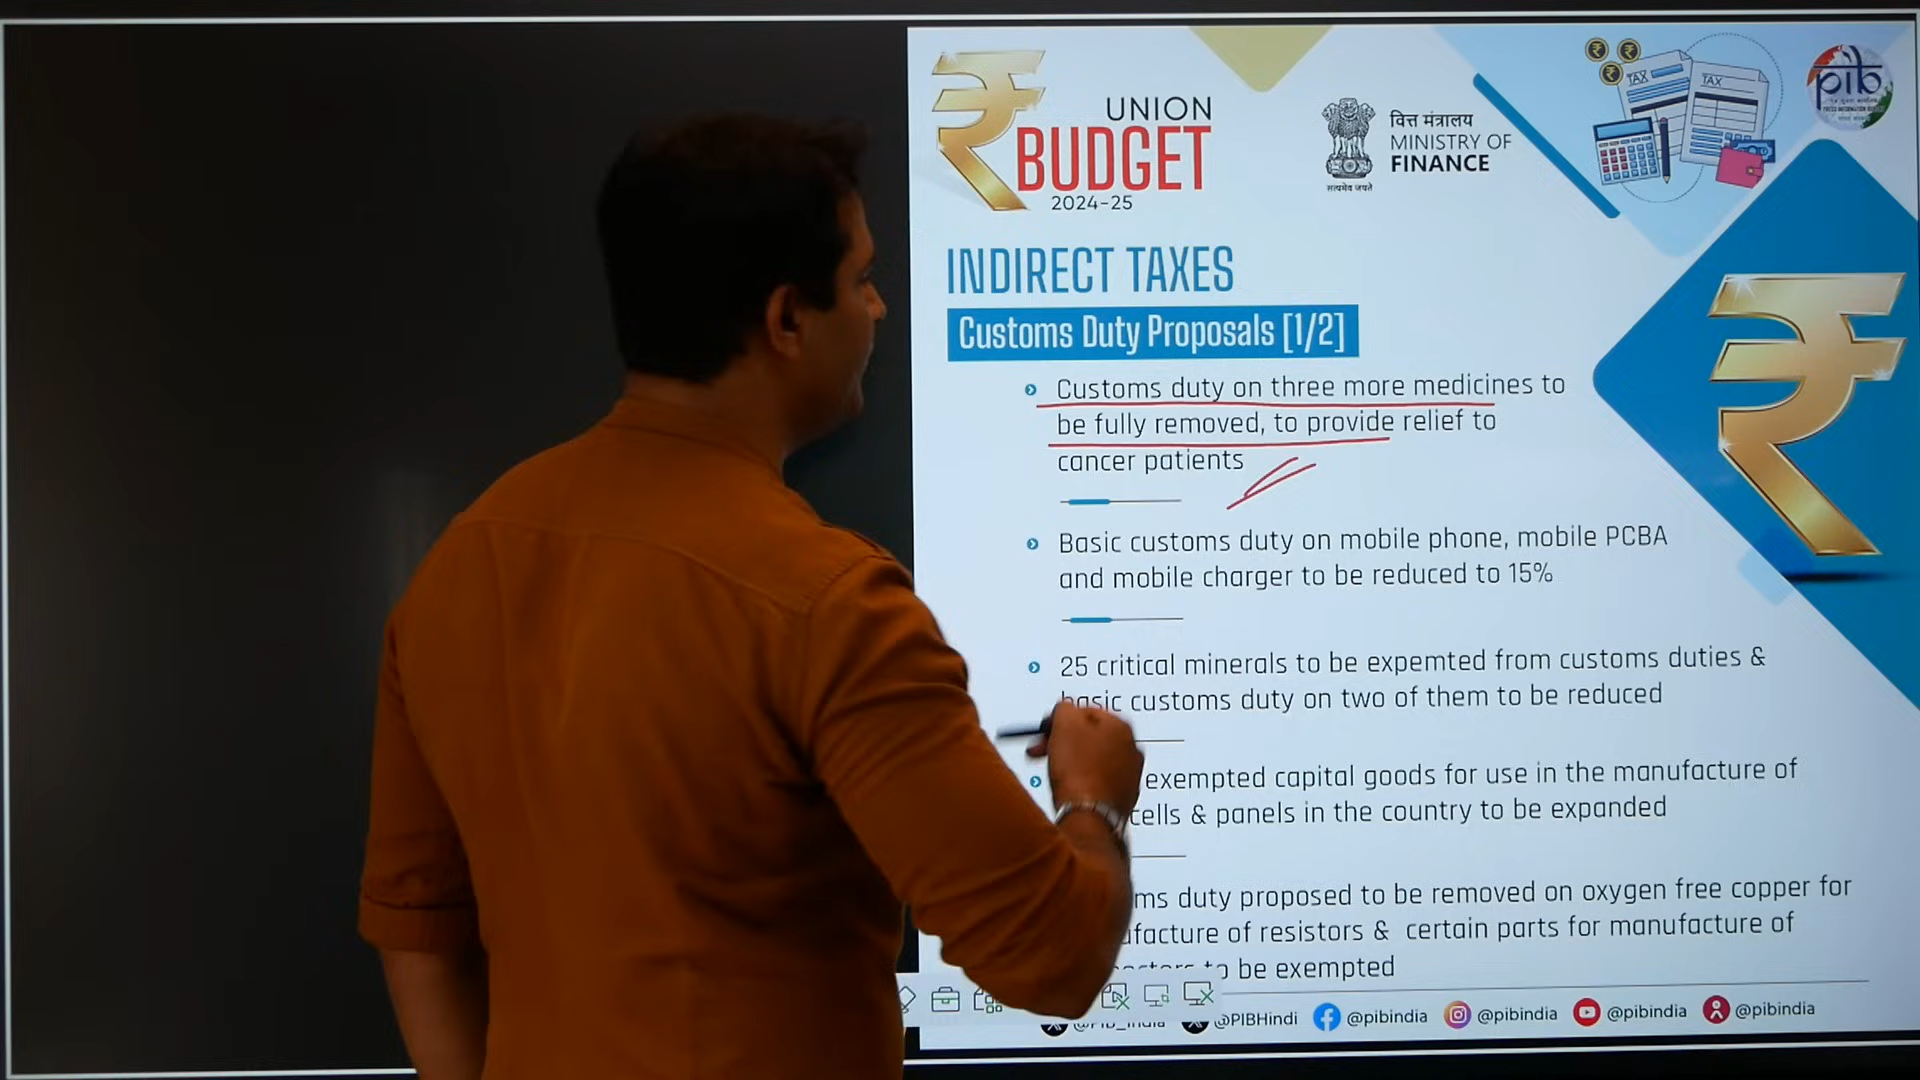 UNION
BUDGET
2024-25
वित्त मंत्रालय
MINISTRY OF
FINANCE
सत्यमेव जयते
TAX
TAX
pib
INDIRECT TAXES
Customs Duty Proposals [1/2]
Customs duty on three more medicines to
be fully removed, to provide relief to
cancer patients
Basic customs duty on mobile phone, mobile PCBA
and mobile charger to be reduced to 15%
25 critical minerals to be expemted from customs duties &
basic customs duty on two of them to be reduced
exempted capital goods for use in the manufacture of
cells & panels in the country to be expanded
ms duty proposed to be removed on oxygen free copper for
facture of resistors & certain parts for manufacture of
be exempted
@PIB_India @PIBHindi @pibindia @pibindia @pibindia @pibindia